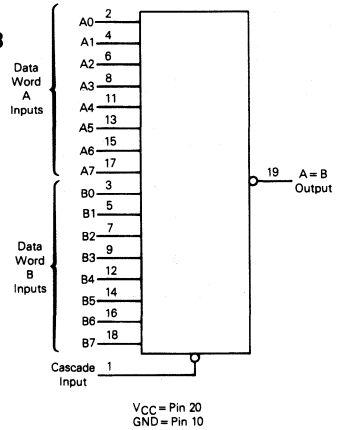 3
Data
Word
A
Inputs
A0 2
A1 4
A2 6
A3 8
A4 11
A5 13
A6 15
A7 17
19 A=B
Output
Data
Word
B
Inputs
B0 3
B1 5
B2 7
B3 9
B4 12
B5 14
B6 16
B7 18
Cascade 1
Input
VCC = Pin 20
GND = Pin 10